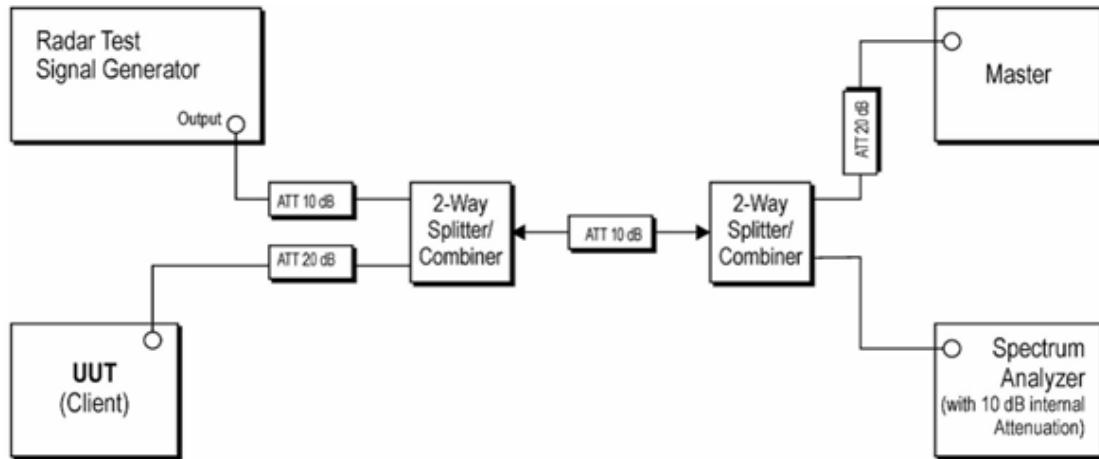 Radar Test
Signal Generator
Output
ATT 10 dB
ATT 20 dB
UUT
(Client)
2-Way
Splitter/
Combiner
ATT 10 dB
2-Way
Splitter/
Combiner
ATT 20 dB
Master
Spectrum
Analyzer
(with 10 dB internal
Attenuation)